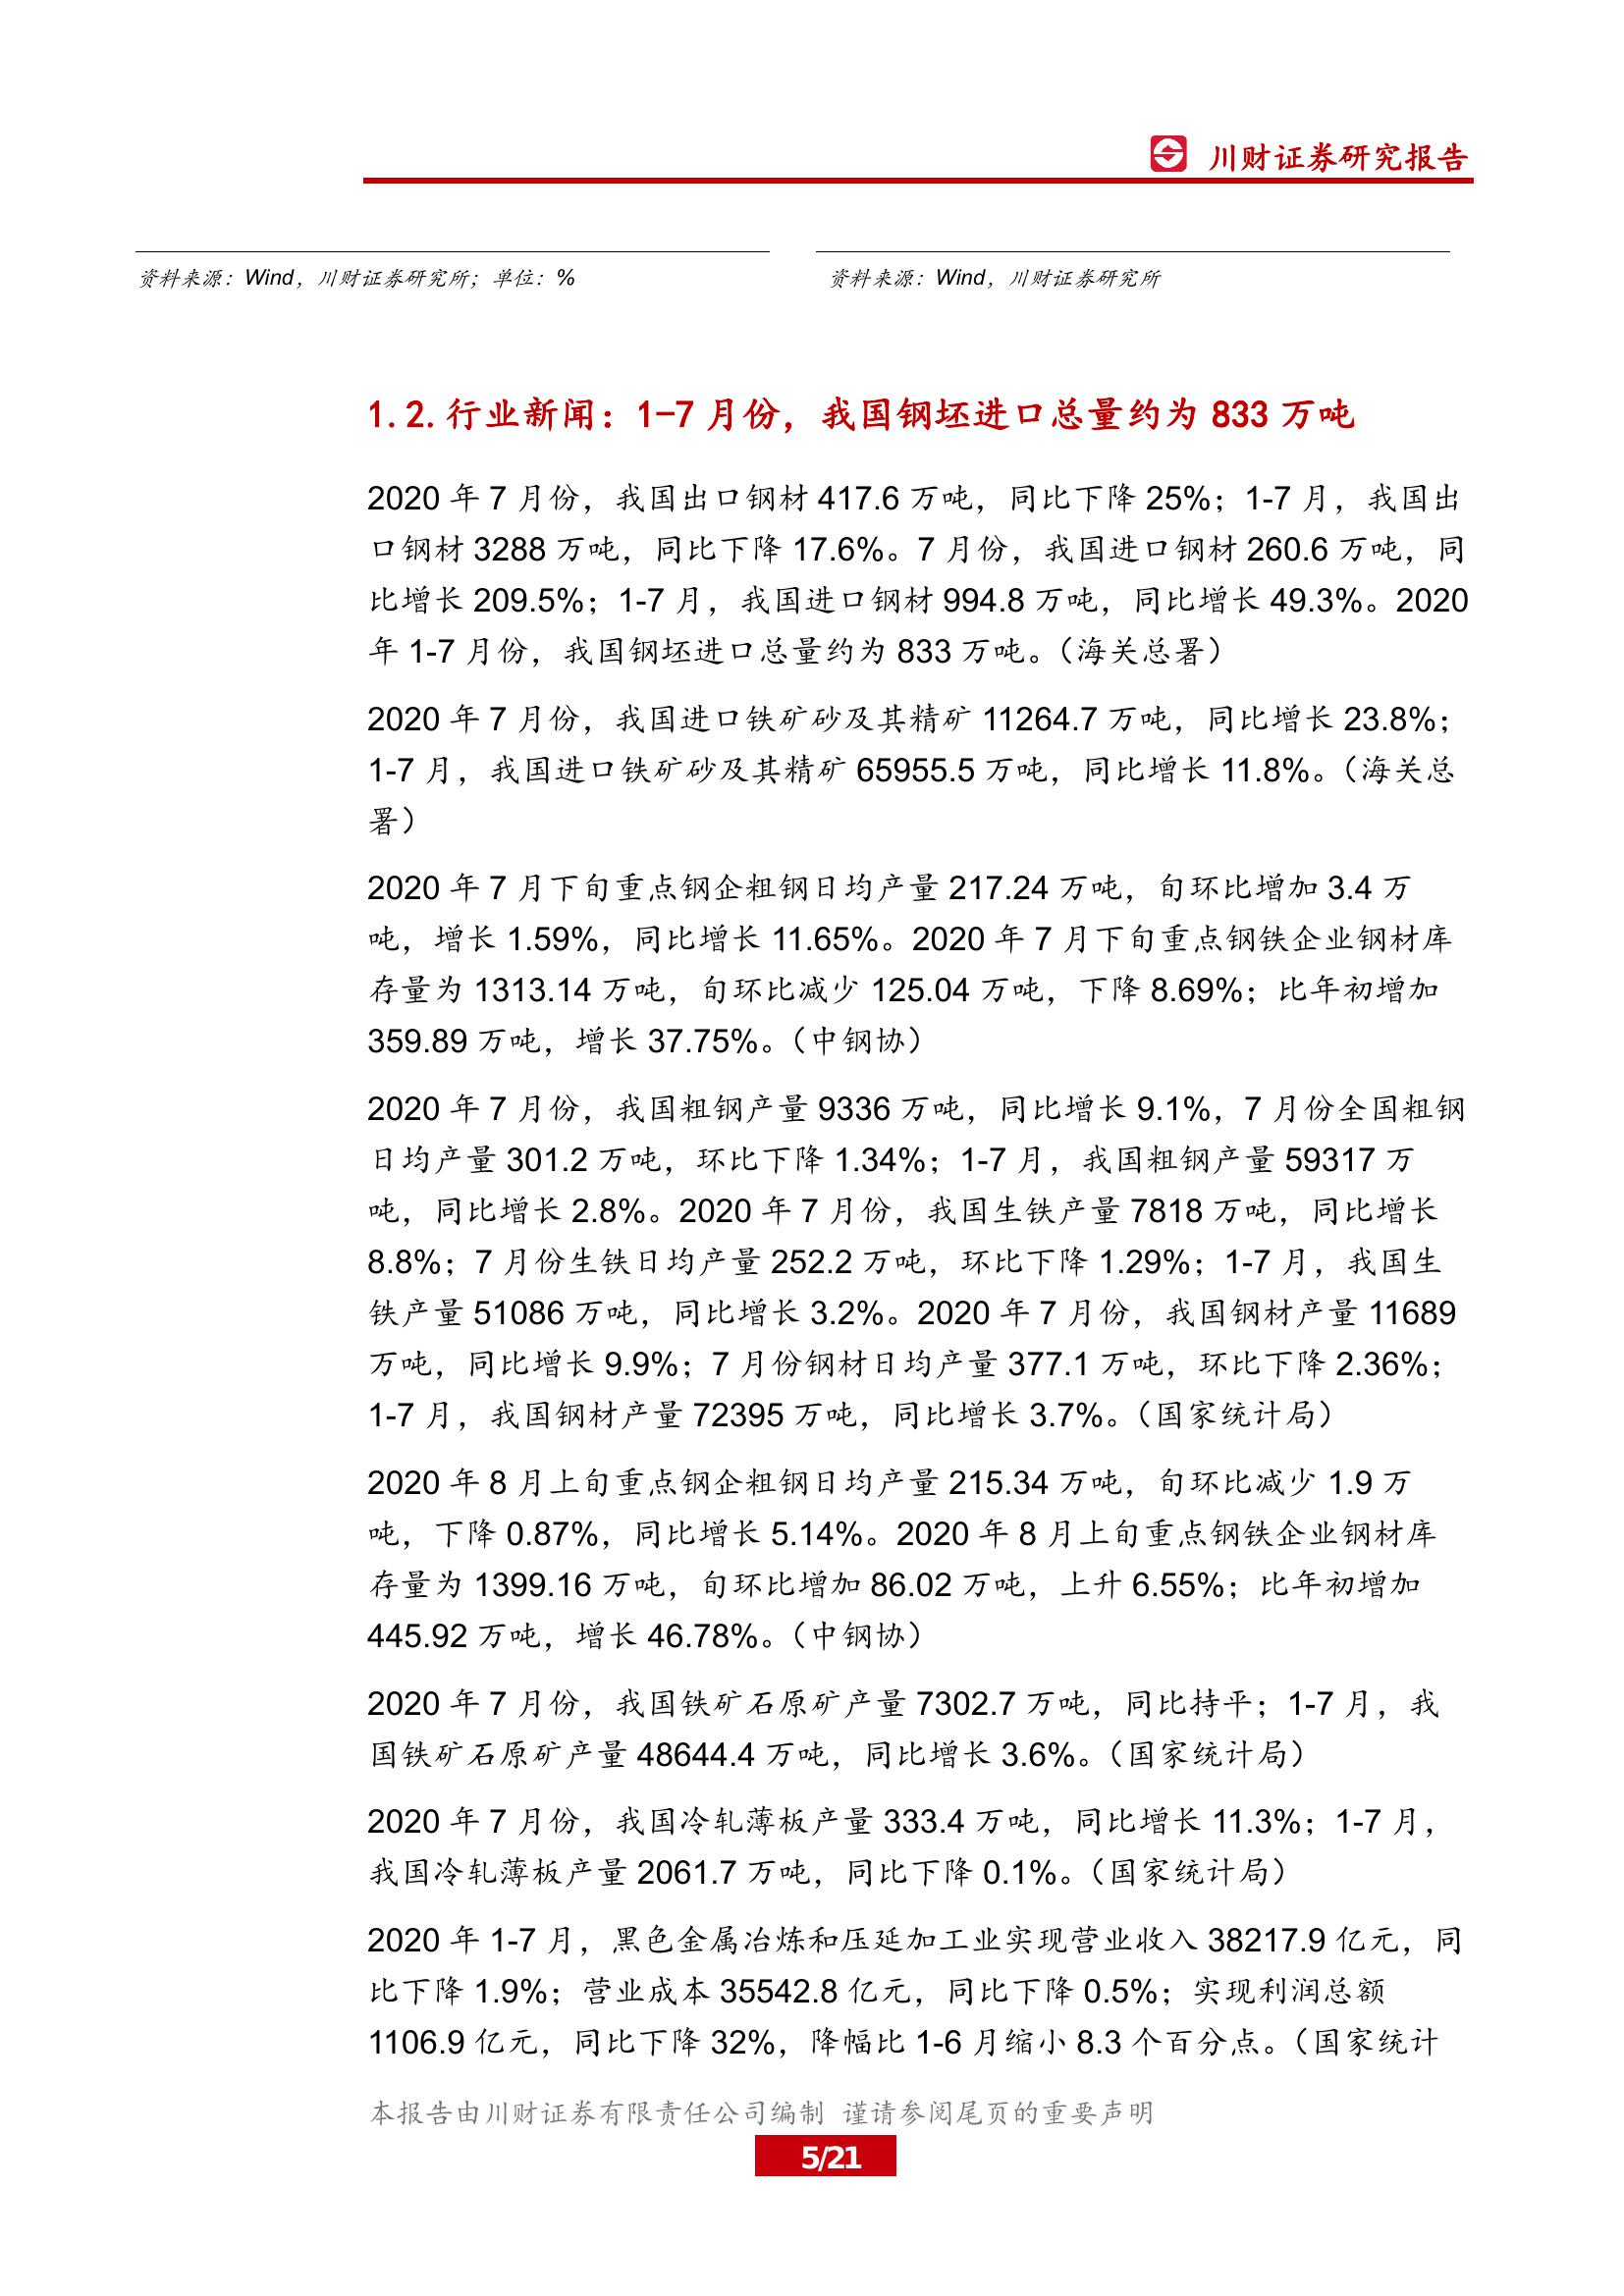 川财证券研究报告
资料来源：Wind，川财证券研究所；单位：%
资料来源：Wind，川财证券研究所
1.2.行业新闻：1-7 月份，我国钢坯进口总量约为 833 万吨
2020 年 7 月份，我国出口钢材 417.6 万吨，同比下降 25%；1-7 月，我国出
口钢材 3288 万吨，同比下降 17.6%。7 月份，我国进口钢材 260.6 万吨，同
比增长 209.5%；1-7 月，我国进口钢材 994.8 万吨，同比增长 49.3%。2020
年 1-7 月份，我国钢坯进口总量约为 833 万吨。（海关总署）
2020 年 7 月份，我国进口铁矿砂及其精矿 11264.7 万吨，同比增长 23.8%；
1-7 月，我国进口铁矿砂及其精矿 65955.5 万吨，同比增长 11.8%。（海关总
署）
2020 年 7 月下旬重点钢企粗钢日均产量 217.24 万吨，旬环比增加 3.4 万
吨，增长 1.59%，同比增长 11.65%。2020 年 7 月下旬重点钢铁企业钢材库
存量为 1313.14 万吨，旬环比减少 125.04 万吨，下降 8.69%；比年初增加
359.89 万吨，增长 37.75%。（中钢协）
2020 年 7 月份，我国粗钢产量 9336 万吨，同比增长 9.1%，7 月份全国粗钢
日均产量 301.2 万吨，环比下降 1.34%；1-7 月，我国粗钢产量 59317 万
吨，同比增长 2.8%。2020 年 7 月份，我国生铁产量 7818 万吨，同比增长
8.8%；7 月份生铁日均产量 252.2 万吨，环比下降 1.29%；1-7 月，我国生
铁产量 51086 万吨，同比增长 3.2%。2020 年 7 月份，我国钢材产量 11689
万吨，同比增长 9.9%；7 月份钢材日均产量 377.1 万吨，环比下降 2.36%；
1-7 月，我国钢材产量 72395 万吨，同比增长 3.7%。（国家统计局）
2020 年 8 月上旬重点钢企粗钢日均产量 215.34 万吨，旬环比减少 1.9 万
吨，下降 0.87%，同比增长 5.14%。2020 年 8 月上旬重点钢铁企业钢材库
存量为 1399.16 万吨，旬环比增加 86.02 万吨，上升 6.55%；比年初增加
445.92 万吨，增长 46.78%。（中钢协）
2020 年 7 月份，我国铁矿石原矿产量 7302.7 万吨，同比持平；1-7 月，我
国铁矿石原矿产量 48644.4 万吨，同比增长 3.6%。（国家统计局）
2020 年 7 月份，我国冷轧薄板产量 333.4 万吨，同比增长 11.3%；1-7 月，
我国冷轧薄板产量 2061.7 万吨，同比下降 0.1%。（国家统计局）
2020 年 1-7 月，黑色金属冶炼和压延加工业实现营业收入 38217.9 亿元，同
比下降 1.9%；营业成本 35542.8 亿元，同比下降 0.5%；实现利润总额
1106.9 亿元，同比下降 32%，降幅比 1-6 月缩小 8.3 个百分点。（国家统计
本报告由川财证券有限责任公司编制 谨请参阅尾页的重要声明
5/21